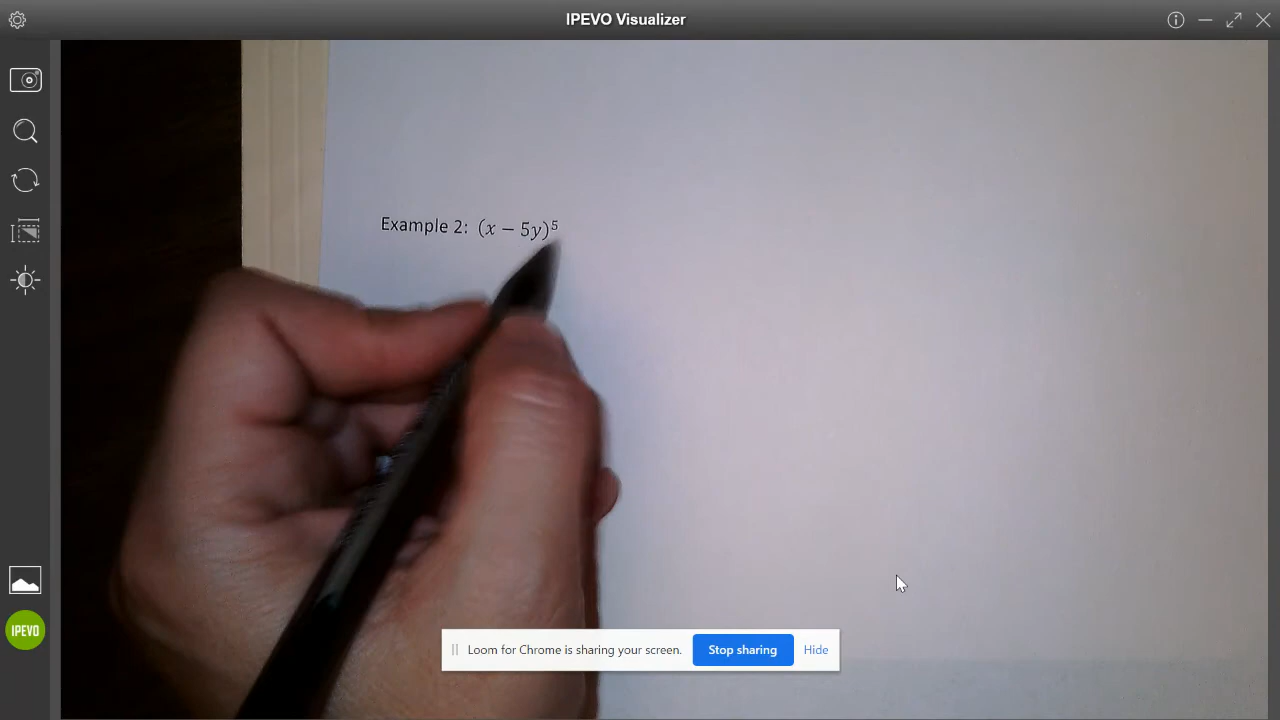 IPEVO Visualizer
Example 2: (x − 5y)⁵
IPEVO
Loom for Chrome is sharing your screen. Stop sharing Hide